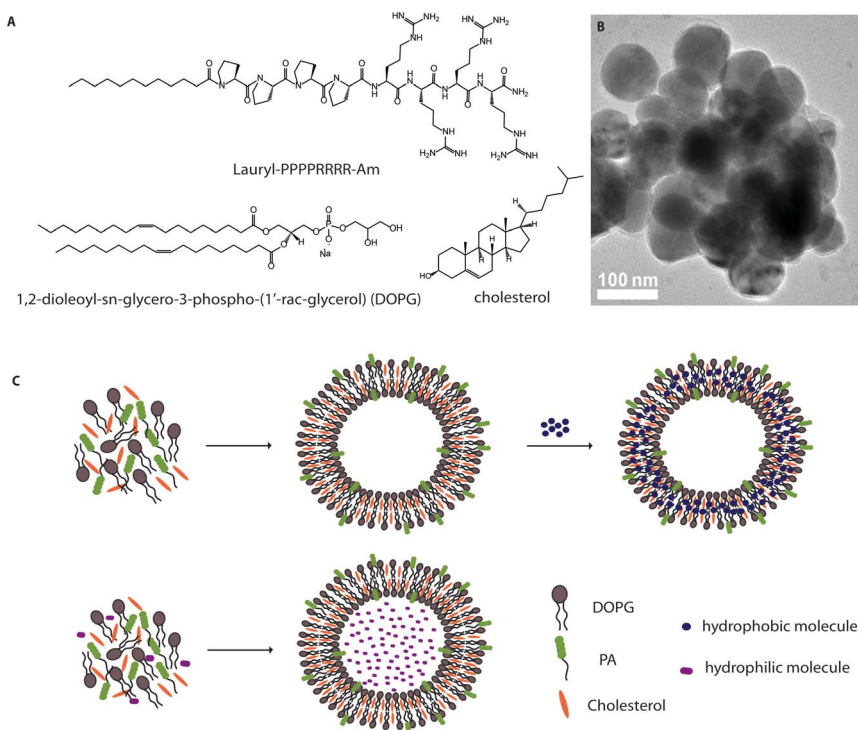 A
B
Lauryl-PPPPRRRR-Am
1,2-dioleoyl-sn-glycero-3-phospho-(1'-rac-glycerol) (DOPG)
cholesterol
100 nm
C
DOPG
PA
Cholesterol
hydrophobic molecule
hydrophilic molecule